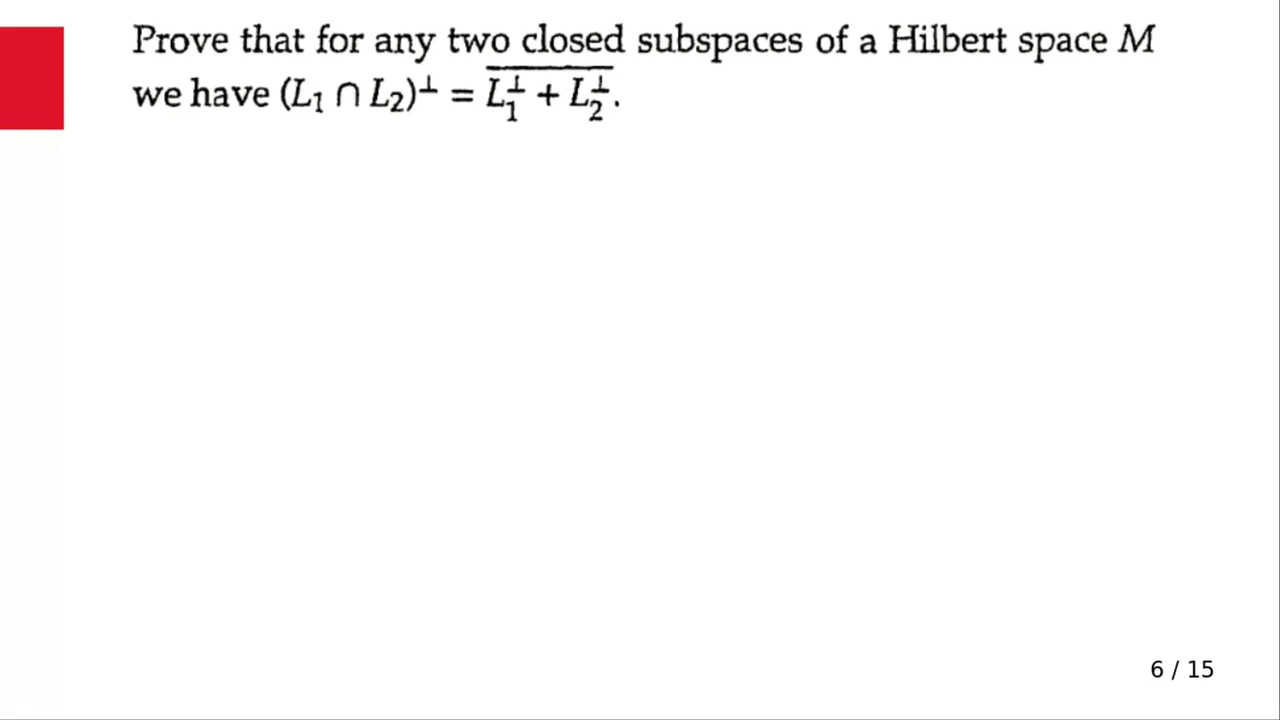 Prove that for any two closed subspaces of a Hilbert space M
we have (L₁ ∩ L₂)⊥ = \overline{L₁⊥ + L₂⊥}.
6 / 15